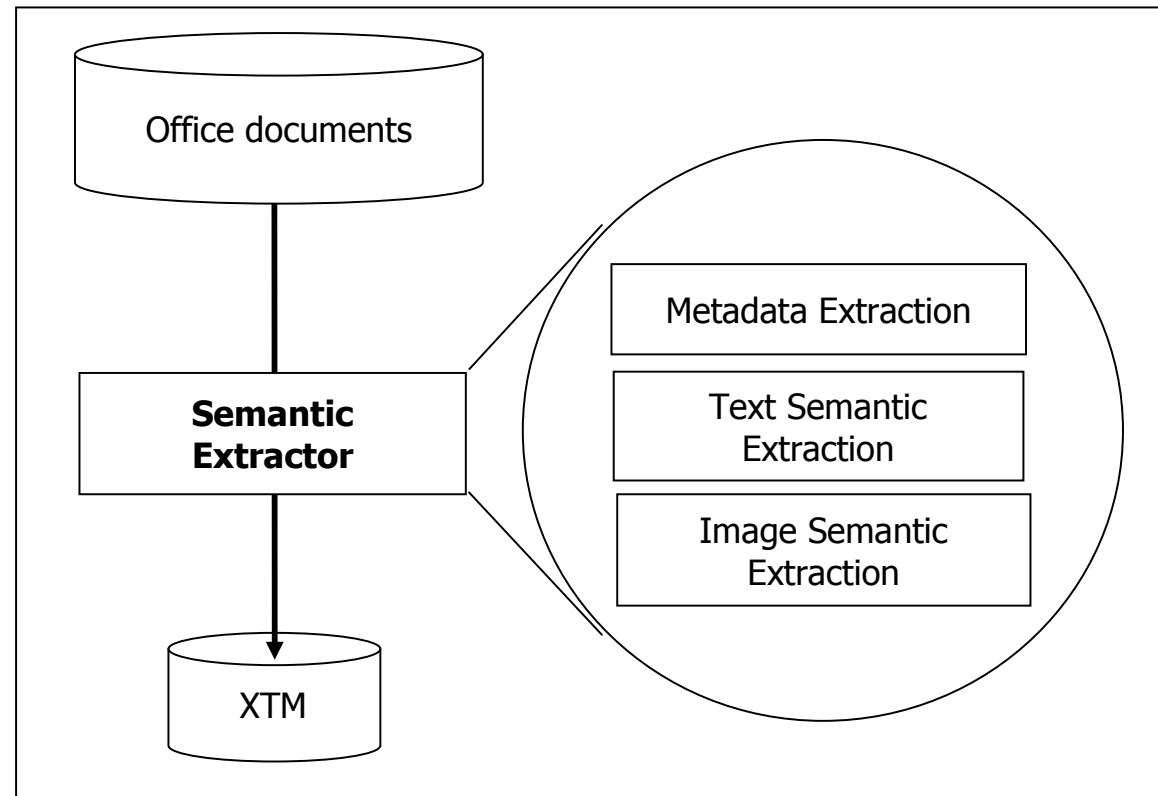 Office documents
Metadata Extraction
Semantic
Extractor
Text Semantic
Extraction
Image Semantic
Extraction
XTM